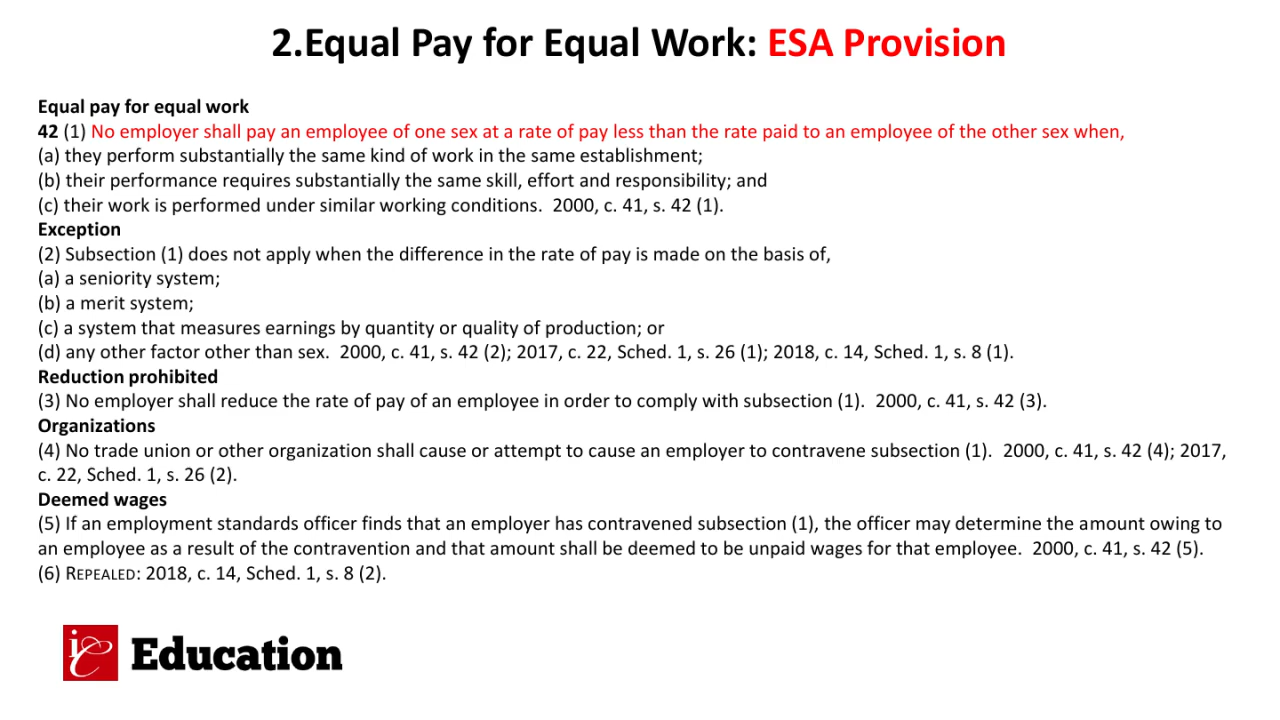 2.Equal Pay for Equal Work: ESA Provision
Equal pay for equal work
42 (1) No employer shall pay an employee of one sex at a rate of pay less than the rate paid to an employee of the other sex when,
(a) they perform substantially the same kind of work in the same establishment;
(b) their performance requires substantially the same skill, effort and responsibility; and
(c) their work is performed under similar working conditions.  2000, c. 41, s. 42 (1).
Exception
(2) Subsection (1) does not apply when the difference in the rate of pay is made on the basis of,
(a) a seniority system;
(b) a merit system;
(c) a system that measures earnings by quantity or quality of production; or
(d) any other factor other than sex.  2000, c. 41, s. 42 (2); 2017, c. 22, Sched. 1, s. 26 (1); 2018, c. 14, Sched. 1, s. 8 (1).
Reduction prohibited
(3) No employer shall reduce the rate of pay of an employee in order to comply with subsection (1).  2000, c. 41, s. 42 (3).
Organizations
(4) No trade union or other organization shall cause or attempt to cause an employer to contravene subsection (1).  2000, c. 41, s. 42 (4); 2017,
c. 22, Sched. 1, s. 26 (2).
Deemed wages
(5) If an employment standards officer finds that an employer has contravened subsection (1), the officer may determine the amount owing to
an employee as a result of the contravention and that amount shall be deemed to be unpaid wages for that employee.  2000, c. 41, s. 42 (5).
(6) REPEALED: 2018, c. 14, Sched. 1, s. 8 (2).
ic Education